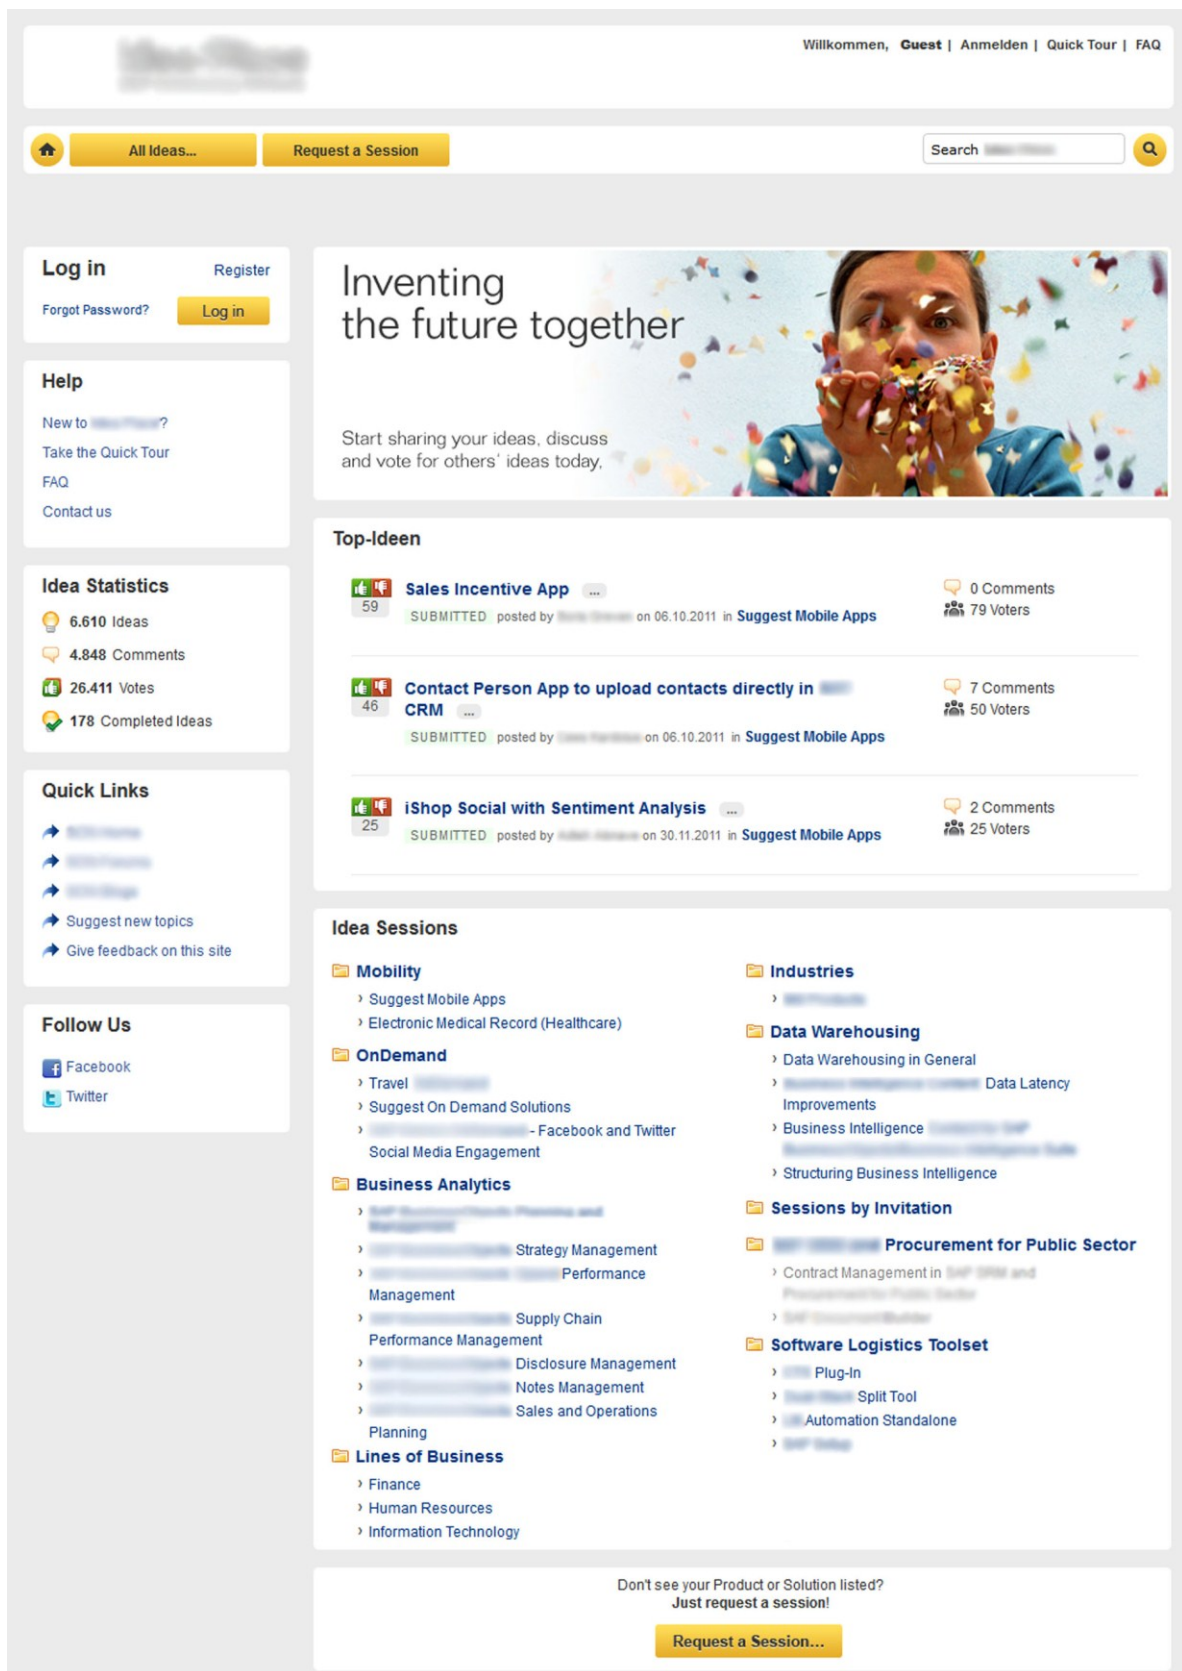 Willkommen, Guest | Anmelden | Quick Tour | FAQ
All Ideas...
Request a Session
Search
Log in
Register
Forgot Password?
Log in
Help
New to ?
Take the Quick Tour
FAQ
Contact us
Idea Statistics
6.610 Ideas
4.848 Comments
26.411 Votes
178 Completed Ideas
Quick Links
Suggest new topics
Give feedback on this site
Follow Us
Facebook
Twitter
Inventing
the future together
Start sharing your ideas, discuss
and vote for others' ideas today.
Top-Ideen
59
Sales Incentive App ...
SUBMITTED posted by on 06.10.2011 in Suggest Mobile Apps
0 Comments
79 Voters
46
Contact Person App to upload contacts directly in
CRM ...
SUBMITTED posted by on 06.10.2011 in Suggest Mobile Apps
7 Comments
50 Voters
25
iShop Social with Sentiment Analysis ...
SUBMITTED posted by on 30.11.2011 in Suggest Mobile Apps
2 Comments
25 Voters
Idea Sessions
Mobility
› Suggest Mobile Apps
› Electronic Medical Record (Healthcare)
OnDemand
› Travel
› Suggest On Demand Solutions
› - Facebook and Twitter
Social Media Engagement
Business Analytics
› Strategy Management
› Performance
Management
› Supply Chain
Performance Management
› Disclosure Management
› Notes Management
› Sales and Operations
Planning
Lines of Business
› Finance
› Human Resources
› Information Technology
Industries
Data Warehousing
› Data Warehousing in General
› Data Latency
Improvements
› Business Intelligence
› Structuring Business Intelligence
Sessions by Invitation
Procurement for Public Sector
› Contract Management in
Software Logistics Toolset
› Plug-In
› Split Tool
› Automation Standalone
Don't see your Product or Solution listed?
Just request a session!
Request a Session...